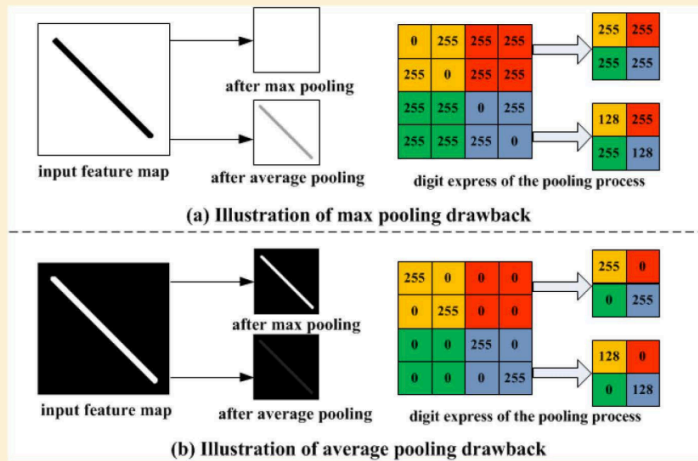 input feature map
after max pooling
after average pooling
0 255 255 255
255 0 255 255
255 255 0 255
255 255 255 0
255 255
255 255
128 255
255 128
digit express of the pooling process
(a) Illustration of max pooling drawback
input feature map
after max pooling
after average pooling
255 0 0 0
0 255 0 0
0 0 255 0
0 0 0 255
255 0
0 255
128 0
0 128
digit express of the pooling process
(b) Illustration of average pooling drawback